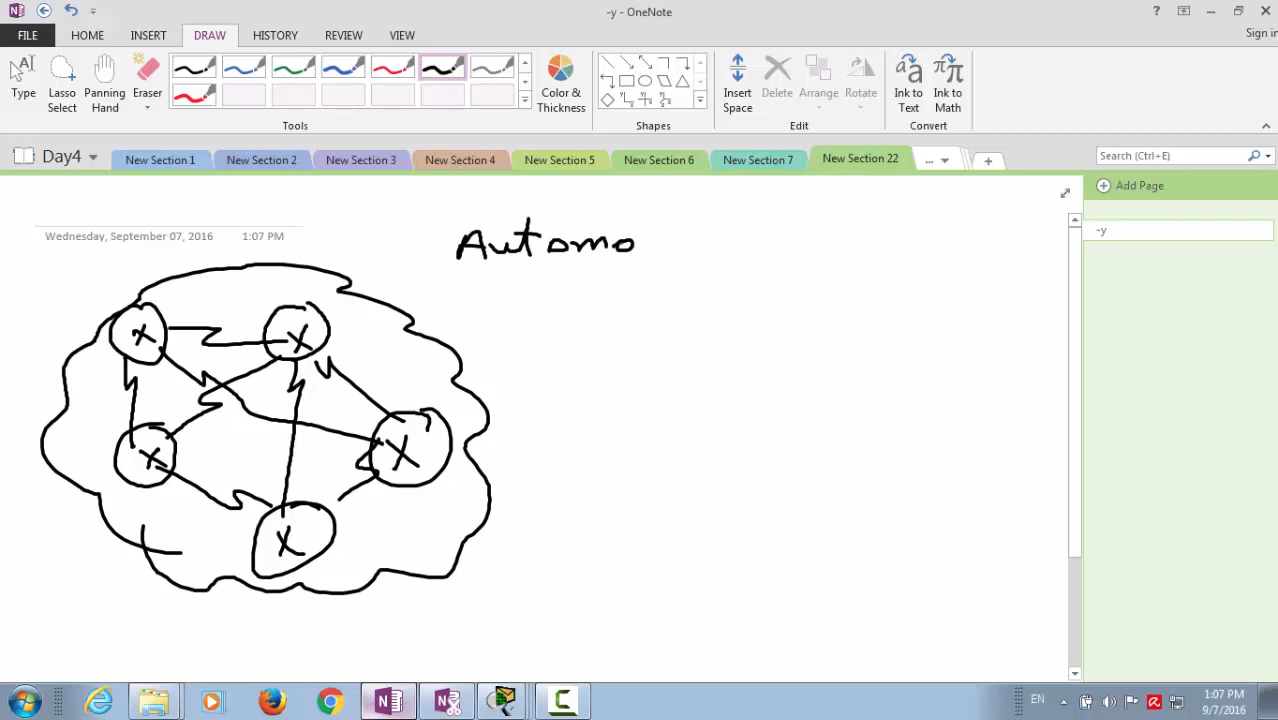 -y - OneNote
?
Sign in
FILE HOME INSERT DRAW HISTORY REVIEW VIEW
Type
Lasso Select
Panning Hand
Eraser
Color & Thickness
Insert Space
Delete
Arrange
Rotate
Ink to Text
Ink to Math
Tools Shapes Edit Convert
Day4 New Section 1 New Section 2 New Section 3 New Section 4 New Section 5 New Section 6 New Section 7 New Section 22 ... +
Search (Ctrl+E)
Add Page
-y
Wednesday, September 07, 2016 1:07 PM
Automo
X X
X X
X
EN
1:07 PM
9/7/2016